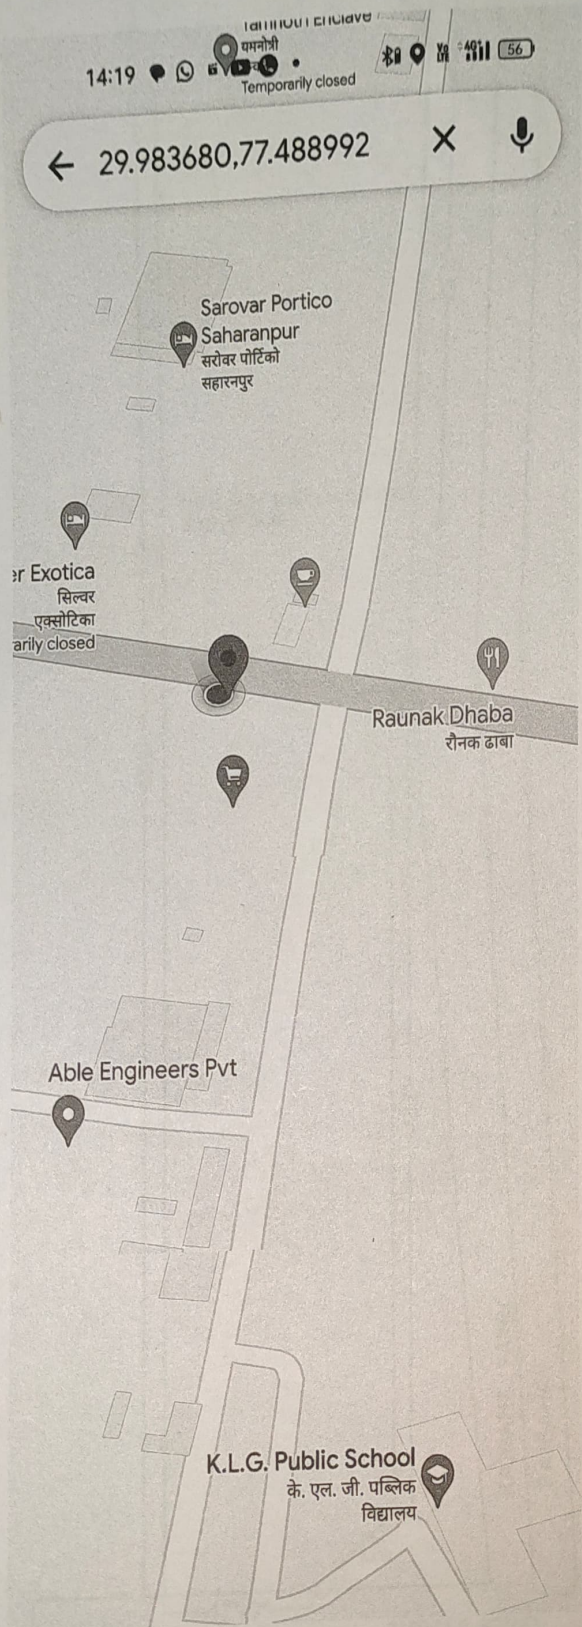 यमनोत्री
14:19
56
Temporarily closed
29.983680,77.488992
Sarovar Portico
Saharanpur
सरोवर पोर्टिको
सहारनपुर
er Exotica
सिल्वर
एक्सोटिका
arily closed
Raunak Dhaba
रौनक ढाबा
Able Engineers Pvt
K.L.G. Public School
के. एल. जी. पब्लिक
विद्यालय